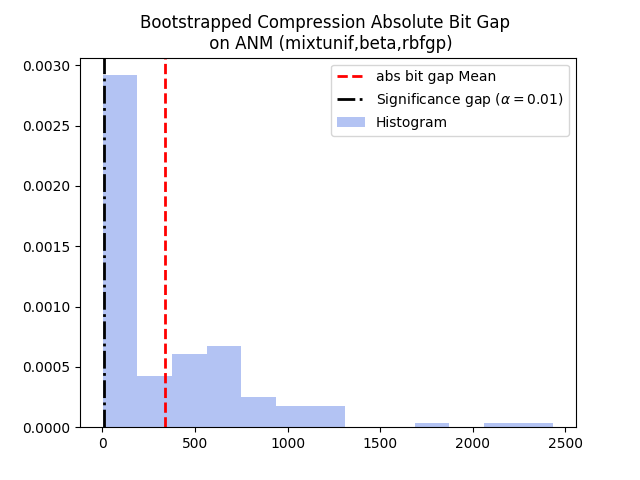 Bootstrapped Compression Absolute Bit Gap
on ANM (mixtunif,beta,rbfgp)
abs bit gap Mean
Significance gap (α = 0.01)
Histogram
0.0030
0.0025
0.0020
0.0015
0.0010
0.0005
0.0000
0 500 1000 1500 2000 2500